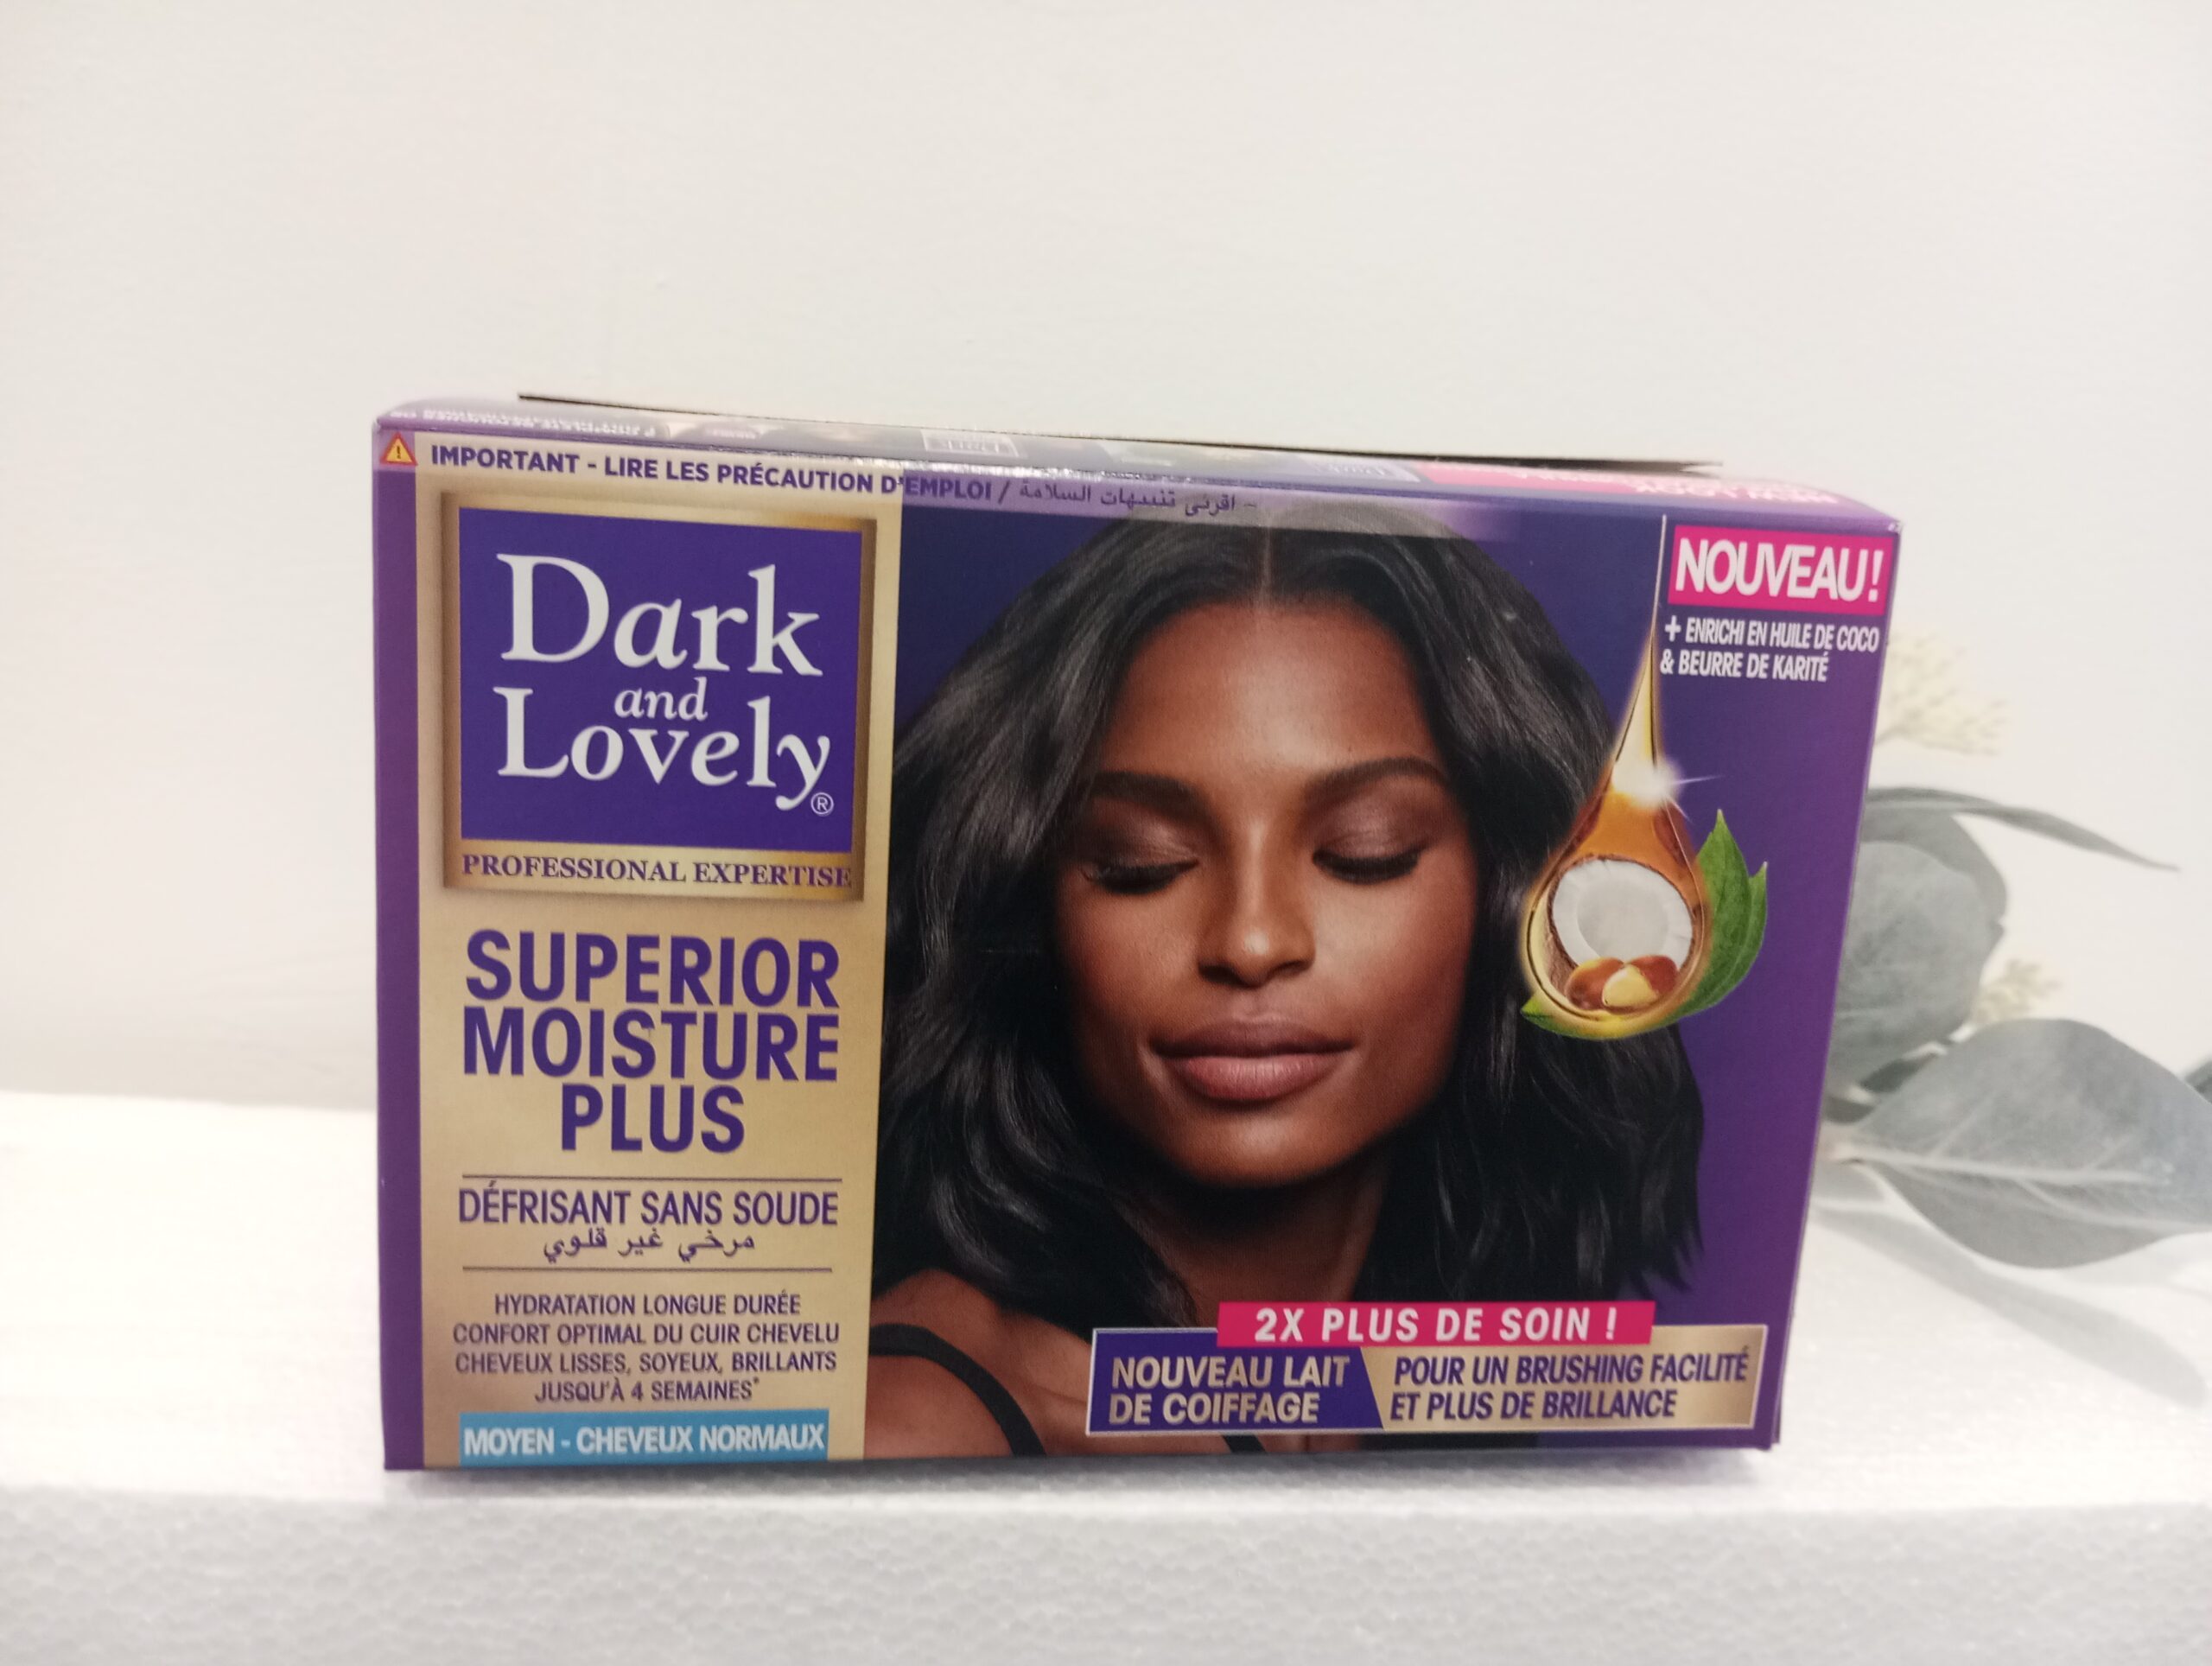 IMPORTANT - LIRE LES PRÉCAUTION D'EMPLOI / اقرئي تنبيهات السلامة -
Dark
and
Lovely®
PROFESSIONAL EXPERTISE
SUPERIOR
MOISTURE
PLUS
DÉFRISANT SANS SOUDE
مرخي غير قلوي
HYDRATATION LONGUE DURÉE
CONFORT OPTIMAL DU CUIR CHEVELU
CHEVEUX LISSES, SOYEUX, BRILLANTS
JUSQU'À 4 SEMAINES*
MOYEN - CHEVEUX NORMAUX
NOUVEAU!
+ ENRICHI EN HUILE DE COCO
& BEURRE DE KARITÉ
2X PLUS DE SOIN !
NOUVEAU LAIT
DE COIFFAGE
POUR UN BRUSHING FACILITÉ
ET PLUS DE BRILLANCE